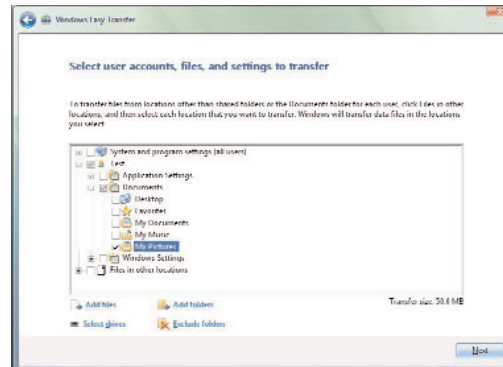 Windows Easy Transfer
Select user accounts, files, and settings to transfer
To transfer files from locations other than shared folders or the Documents folder for each user, click Files in other
locations, and then select each location that you want to transfer. Windows will transfer data files in the locations
you select
System and program settings (all users)
Test
Application Settings
Documents
Desktop
Favorites
My Documents
My Music
My Pictures
Windows Settings
Files in other locations
Add files
Add folders
Transfer size: 50.0 MB
Select drives
Exclude folders
Next